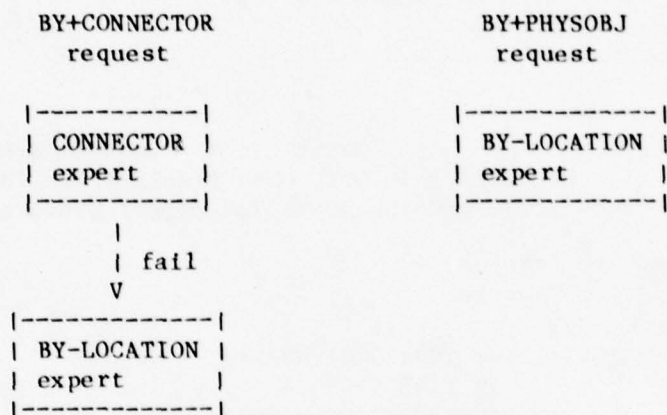 BY+CONNECTOR BY+PHYSOBJ
request request
CONNECTOR BY-LOCATION
expert expert
fail
V
BY-LOCATION
expert